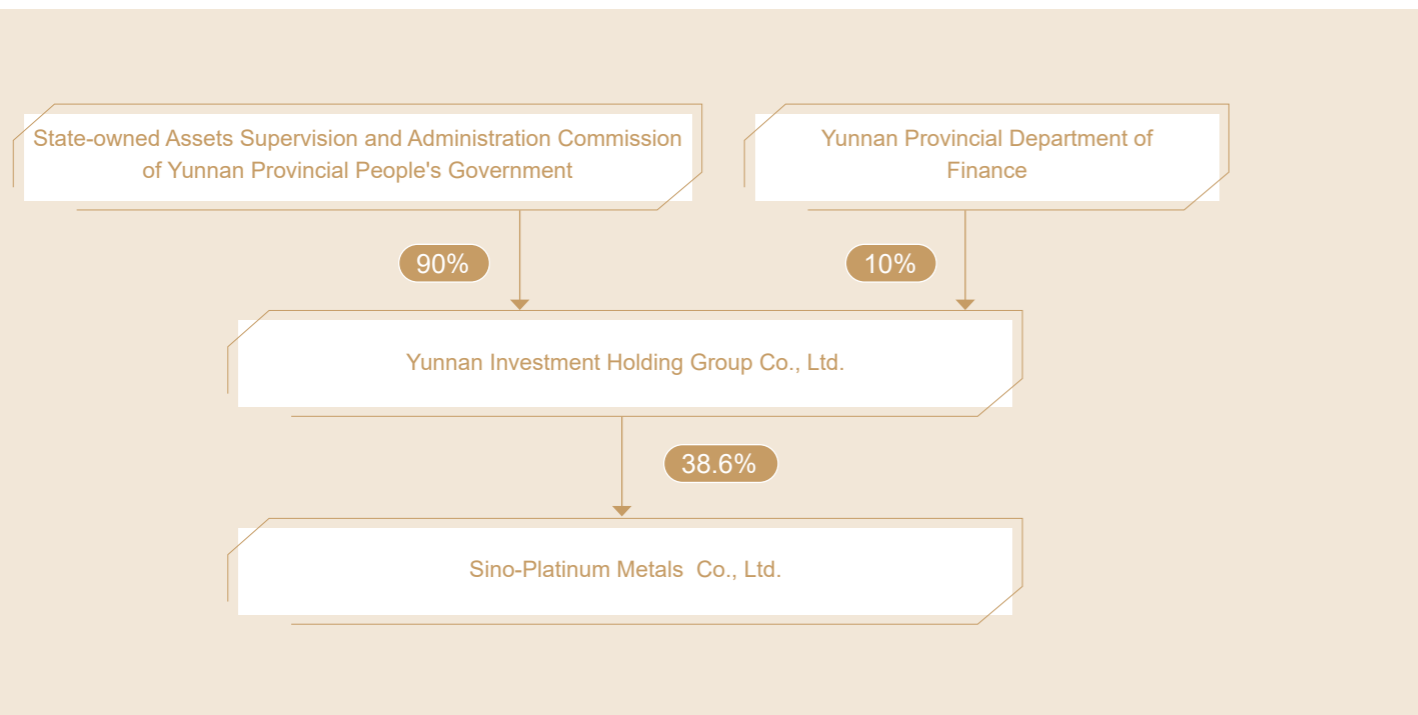 State-owned Assets Supervision and Administration Commission
of Yunnan Provincial People's Government
Yunnan Provincial Department of
Finance
90%
10%
Yunnan Investment Holding Group Co., Ltd.
38.6%
Sino-Platinum Metals  Co., Ltd.